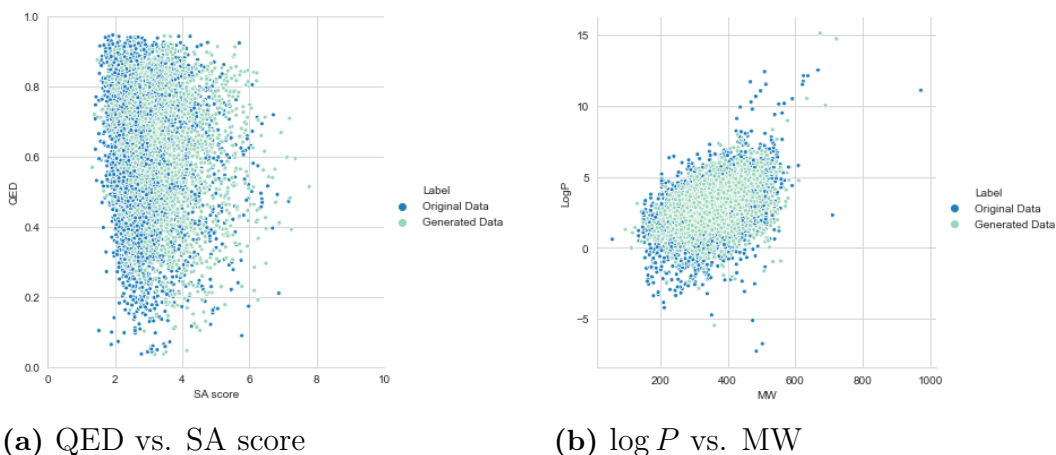 1.0
0.8
0.6
0.4
0.2
0.0
QED
0 2 4 6 8 10
SA score
Label
Original Data
Generated Data
(a) QED vs. SA score
15
10
5
0
−5
LogP
200 400 600 800 1000
MW
Label
Original Data
Generated Data
(b) log P vs. MW